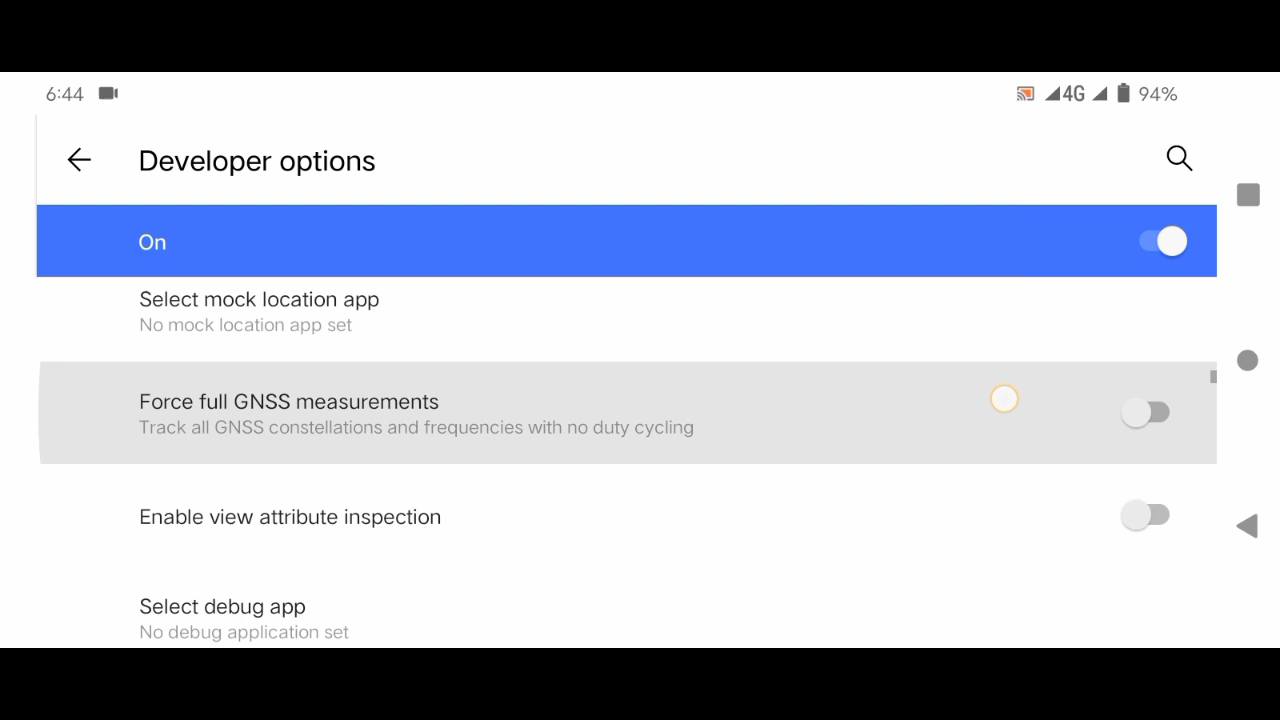 6:44 4G 94%
Developer options
On
Select mock location app
No mock location app set
Force full GNSS measurements
Track all GNSS constellations and frequencies with no duty cycling
Enable view attribute inspection
Select debug app
No debug application set